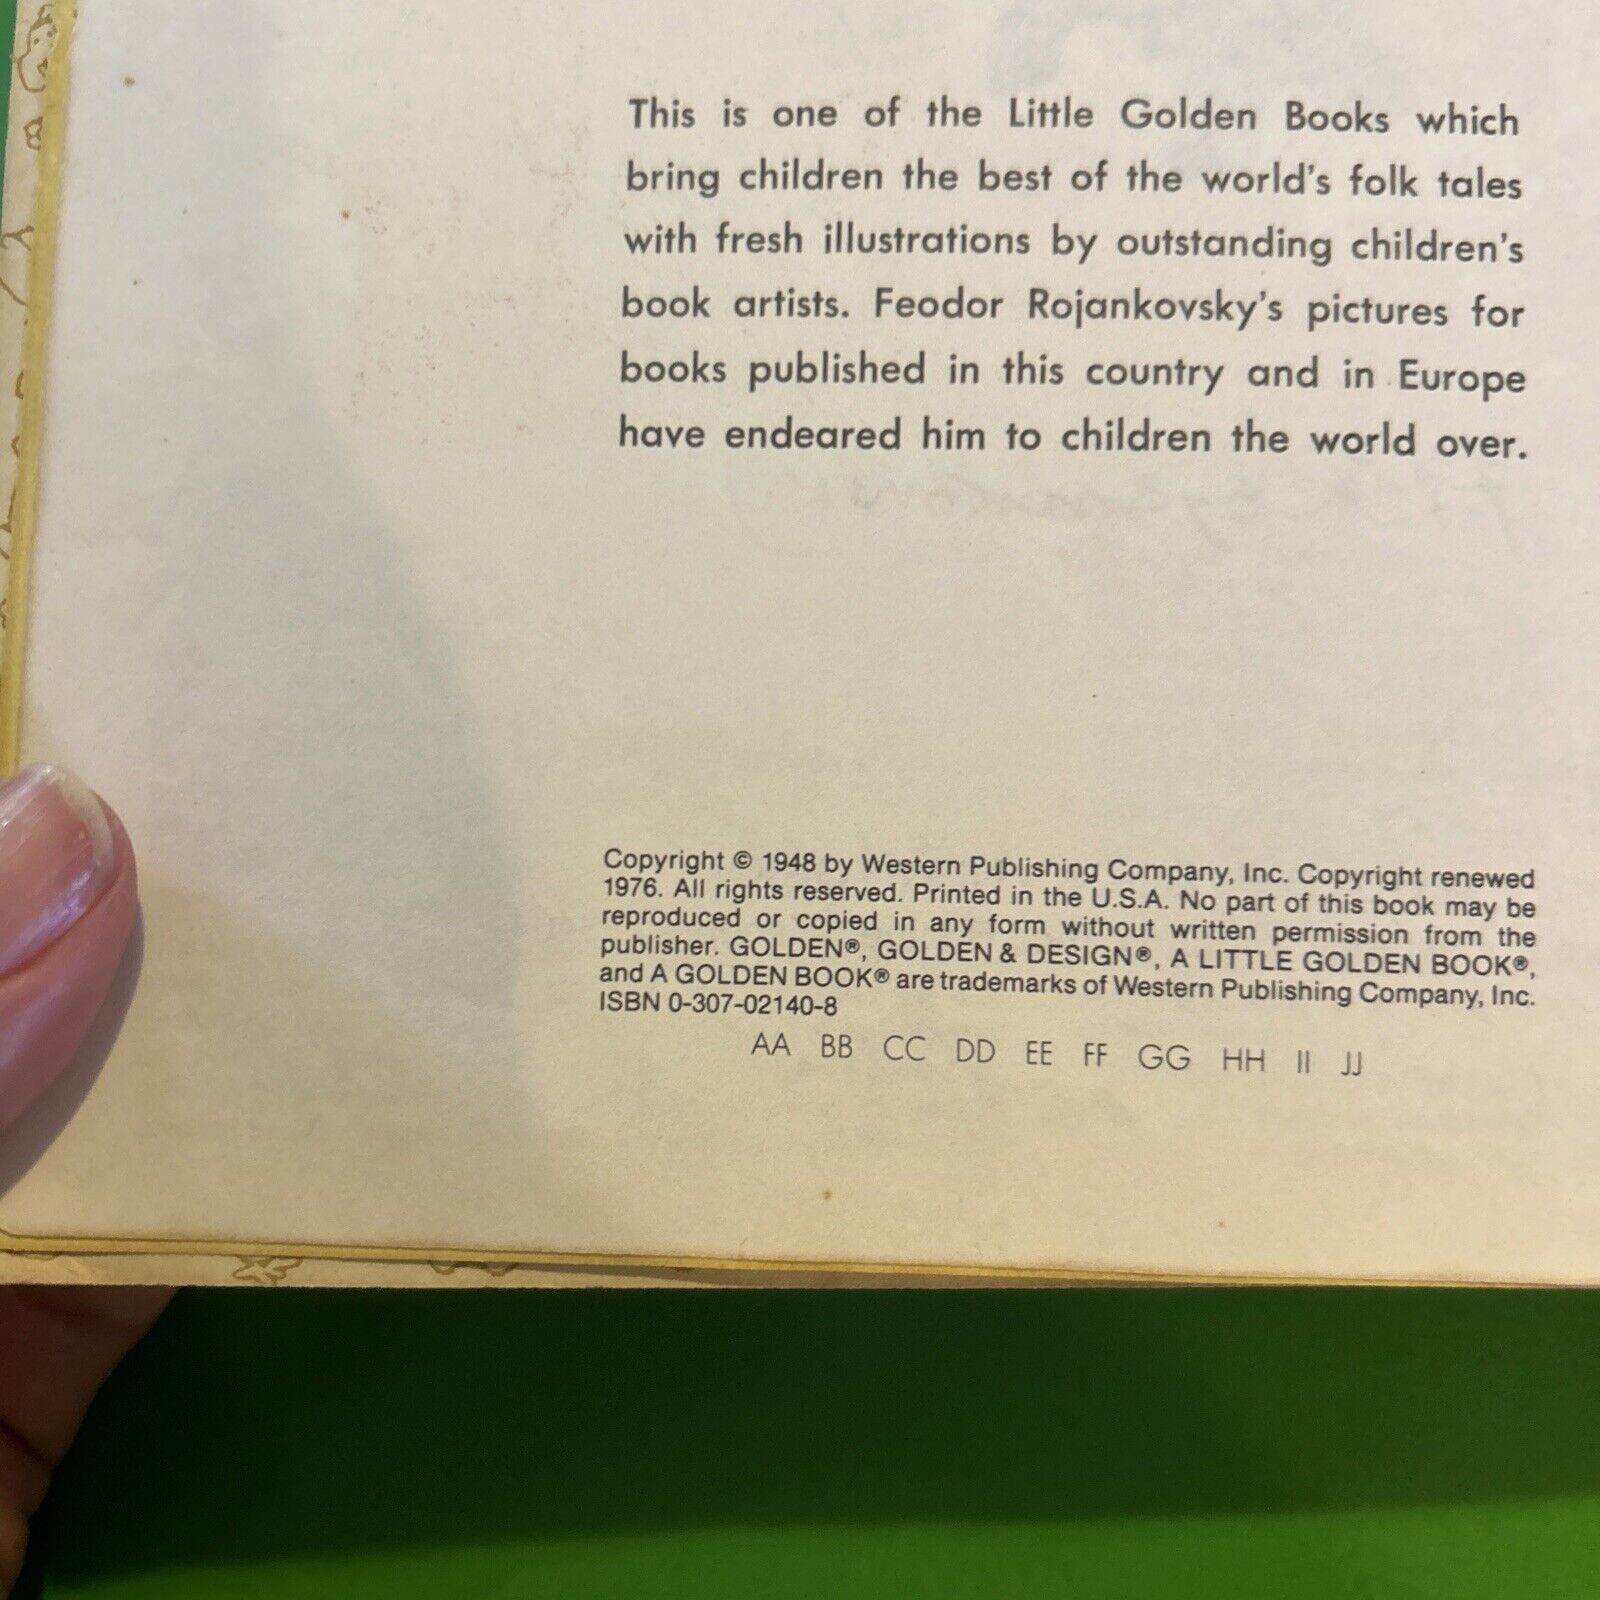 This is one of the Little Golden Books which
bring children the best of the world's folk tales
with fresh illustrations by outstanding children's
book artists. Feodor Rojankovsky's pictures for
books published in this country and in Europe
have endeared him to children the world over.
Copyright © 1948 by Western Publishing Company, Inc. Copyright renewed
1976. All rights reserved. Printed in the U.S.A. No part of this book may be
reproduced or copied in any form without written permission from the
publisher. GOLDEN®, GOLDEN & DESIGN®, A LITTLE GOLDEN BOOK®,
and A GOLDEN BOOK® are trademarks of Western Publishing Company, Inc.
ISBN 0-307-02140-8
AA BB CC DD EE FF GG HH II JJ